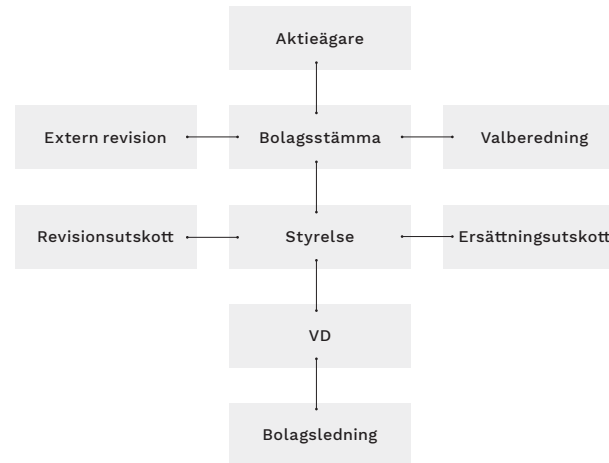 Aktieägare
Extern revision
Bolagsstämma
Valberedning
Revisionsutskott
Styrelse
Ersättningsutskott
VD
Bolagsledning